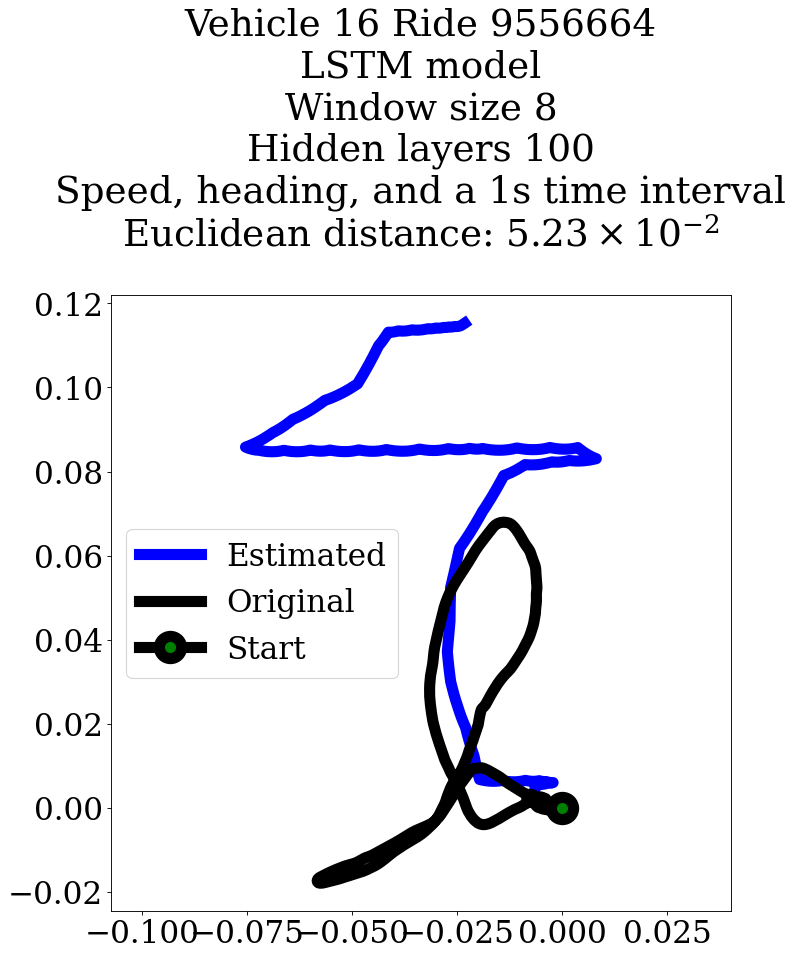 Vehicle 16 Ride 9556664
LSTM model
Window size 8
Hidden layers 100
Speed, heading, and a 1s time interval
Euclidean distance: 5.23 × 10⁻²
0.12
0.10
0.08
0.06
0.04
0.02
0.00
−0.02
Estimated
Original
Start
−0.100 −0.075 −0.050 −0.025 0.000 0.025